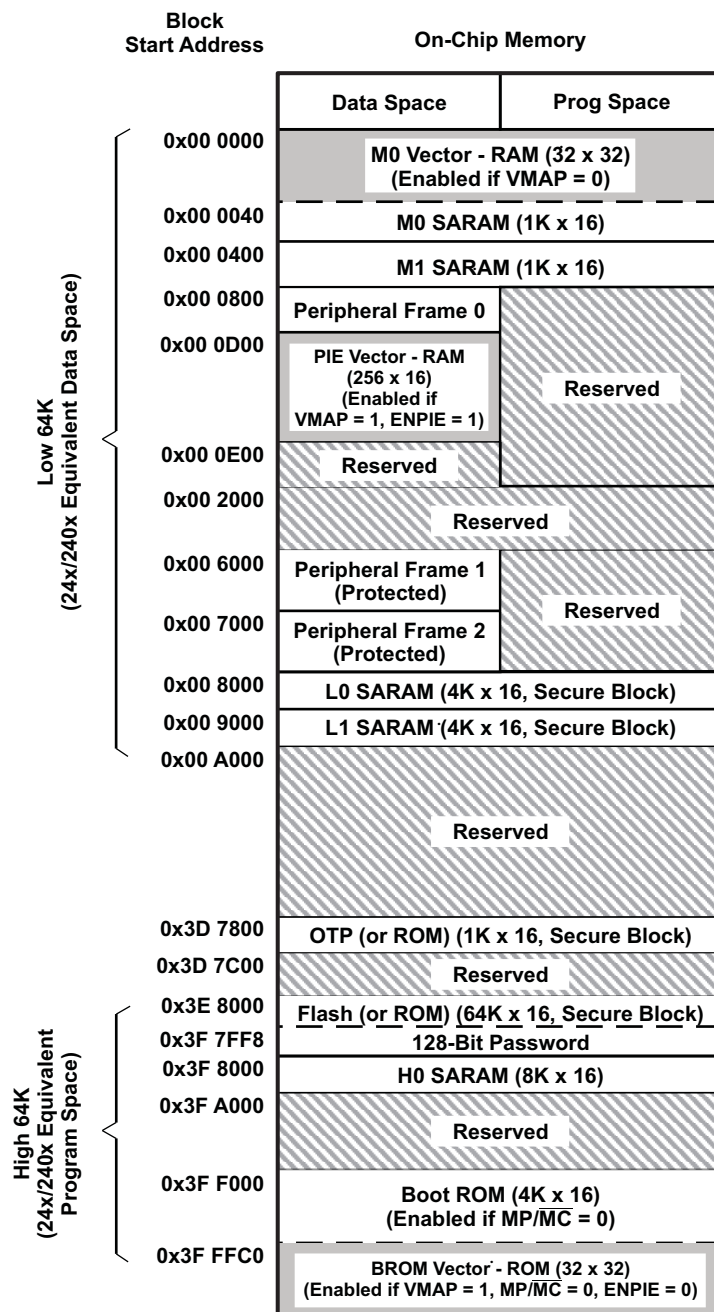 Block
Start Address
On-Chip Memory
Data Space
Prog Space
0x00 0000
M0 Vector - RAM (32 x 32)
(Enabled if VMAP = 0)
0x00 0040
M0 SARAM (1K x 16)
0x00 0400
M1 SARAM (1K x 16)
0x00 0800
Peripheral Frame 0
0x00 0D00
PIE Vector - RAM
(256 x 16)
(Enabled if
VMAP = 1, ENPIE = 1)
Reserved
0x00 0E00
Reserved
0x00 2000
Reserved
0x00 6000
Peripheral Frame 1
(Protected)
Reserved
0x00 7000
Peripheral Frame 2
(Protected)
0x00 8000
L0 SARAM (4K x 16, Secure Block)
0x00 9000
L1 SARAM (4K x 16, Secure Block)
0x00 A000
Reserved
Low 64K
(24x/240x Equivalent Data Space)
0x3D 7800
OTP (or ROM) (1K x 16, Secure Block)
0x3D 7C00
Reserved
0x3E 8000
Flash (or ROM) (64K x 16, Secure Block)
0x3F 7FF8
128-Bit Password
0x3F 8000
H0 SARAM (8K x 16)
0x3F A000
Reserved
0x3F F000
Boot ROM (4K x 16)
(Enabled if MP/M̅C̅ = 0)
0x3F FFC0
BROM Vector - ROM (32 x 32)
(Enabled if VMAP = 1, MP/M̅C̅ = 0, ENPIE = 0)
High 64K
(24x/240x Equivalent
Program Space)